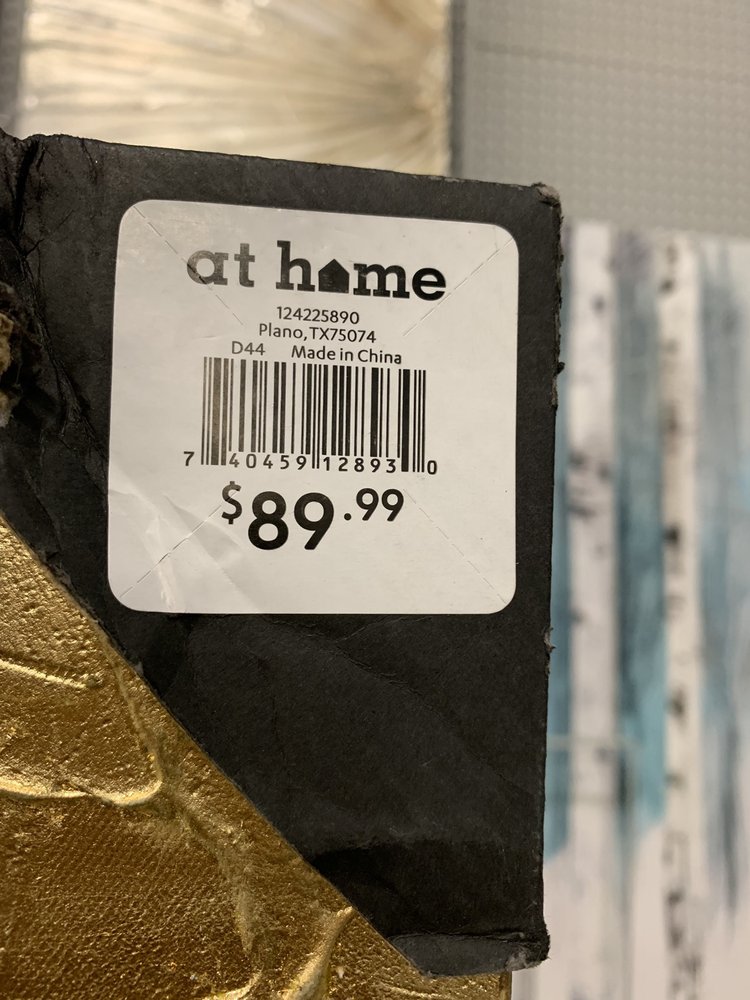 at home
124225890
Plano,TX75074
D44 Made in China
7 40459 12893 0
$89.99